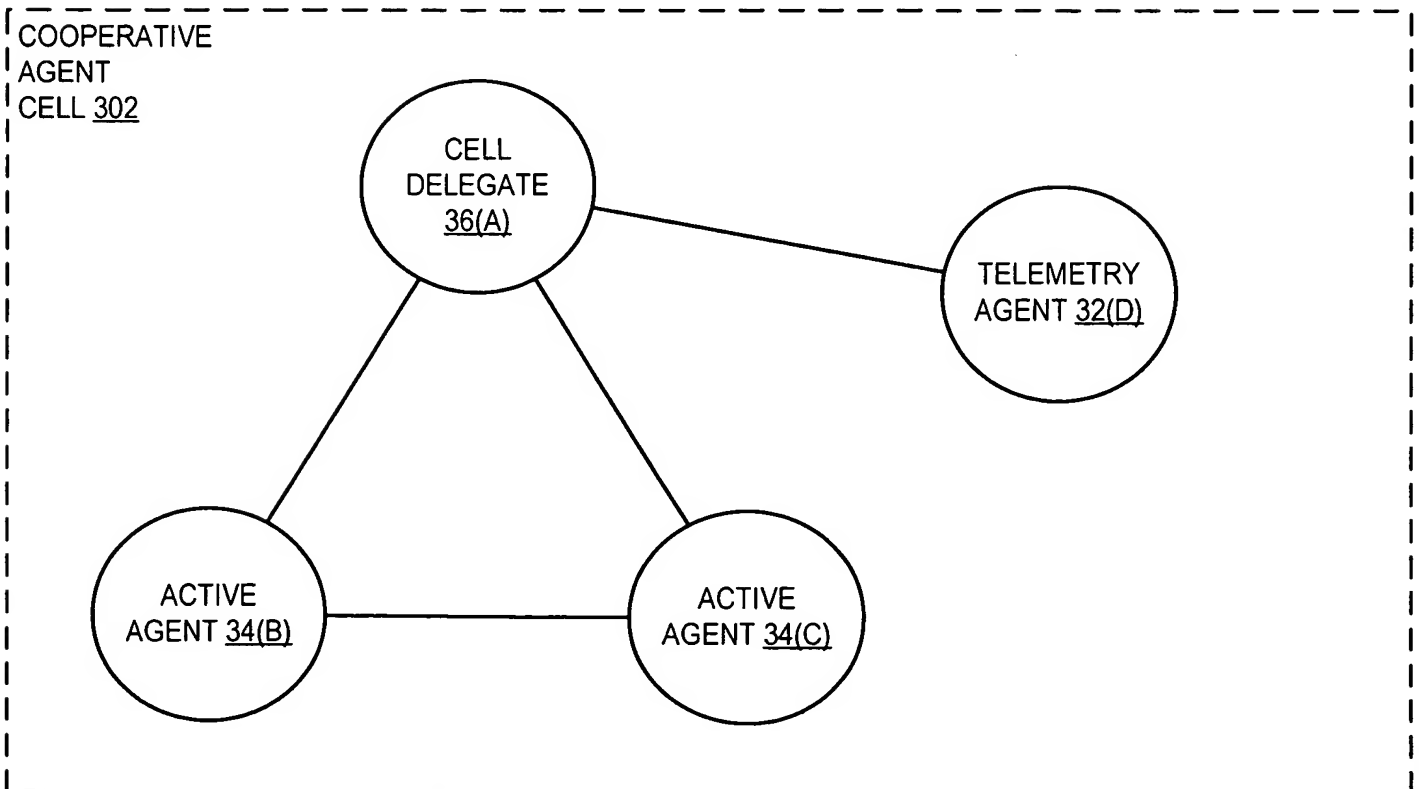 COOPERATIVE
AGENT
CELL 302
CELL
DELEGATE
36(A)
TELEMETRY
AGENT 32(D)
ACTIVE
AGENT 34(B)
ACTIVE
AGENT 34(C)